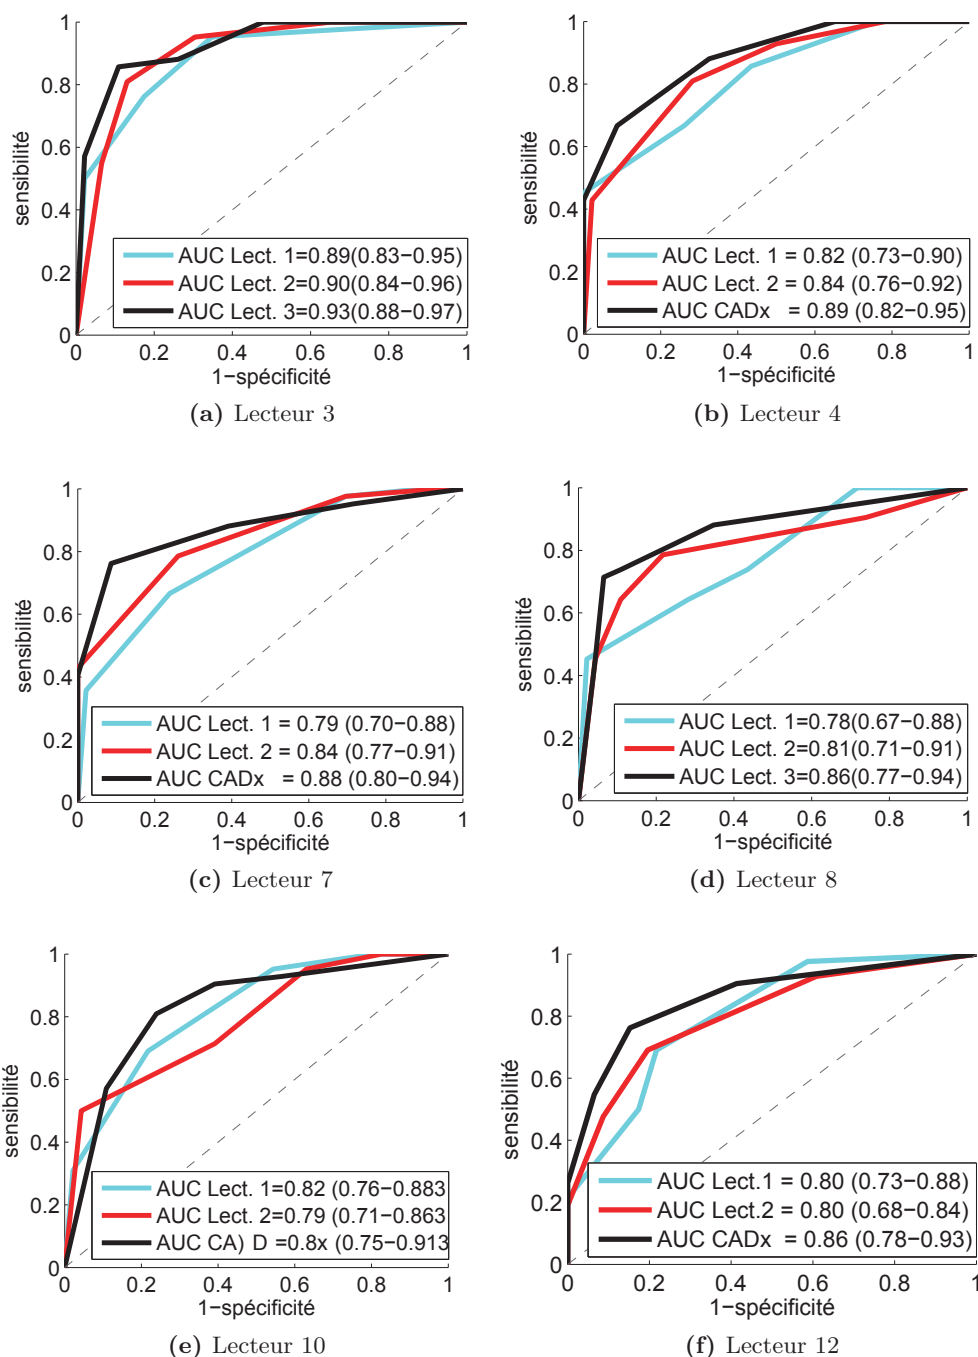 1
0.8
0.6
0.4
0.2
0
sensibilité
AUC Lect. 1=0.89(0.83−0.95)
AUC Lect. 2=0.90(0.84−0.96)
AUC Lect. 3=0.93(0.88−0.97)
0 0.2 0.4 0.6 0.8 1
1−spécificité
(a) Lecteur 3
1
0.8
0.6
0.4
0.2
0
sensibilité
AUC Lect. 1 = 0.82 (0.73−0.90)
AUC Lect. 2 = 0.84 (0.76−0.92)
AUC CADx = 0.89 (0.82−0.95)
0 0.2 0.4 0.6 0.8 1
1−spécificité
(b) Lecteur 4
1
0.8
0.6
0.4
0.2
0
sensibilité
AUC Lect. 1 = 0.79 (0.70−0.88)
AUC Lect. 2 = 0.84 (0.77−0.91)
AUC CADx = 0.88 (0.80−0.94)
0 0.2 0.4 0.6 0.8 1
1−spécificité
(c) Lecteur 7
1
0.8
0.6
0.4
0.2
0
sensibilité
AUC Lect. 1=0.78(0.67−0.88)
AUC Lect. 2=0.81(0.71−0.91)
AUC Lect. 3=0.86(0.77−0.94)
0 0.2 0.4 0.6 0.8 1
1−spécificité
(d) Lecteur 8
1
0.8
0.6
0.4
0.2
0
sensibilité
AUC Lect. 1=0.82 (0.76−0.883
AUC Lect. 2=0.79 (0.71−0.863
AUC CA) D =0.8x (0.75−0.913
0 0.2 0.4 0.6 0.8 1
1−spécificité
(e) Lecteur 10
1
0.8
0.6
0.4
0.2
0
sensibilité
AUC Lect.1 = 0.80 (0.73−0.88)
AUC Lect.2 = 0.80 (0.68−0.84)
AUC CADx = 0.86 (0.78−0.93)
0 0.2 0.4 0.6 0.8 1
1−spécificité
(f) Lecteur 12